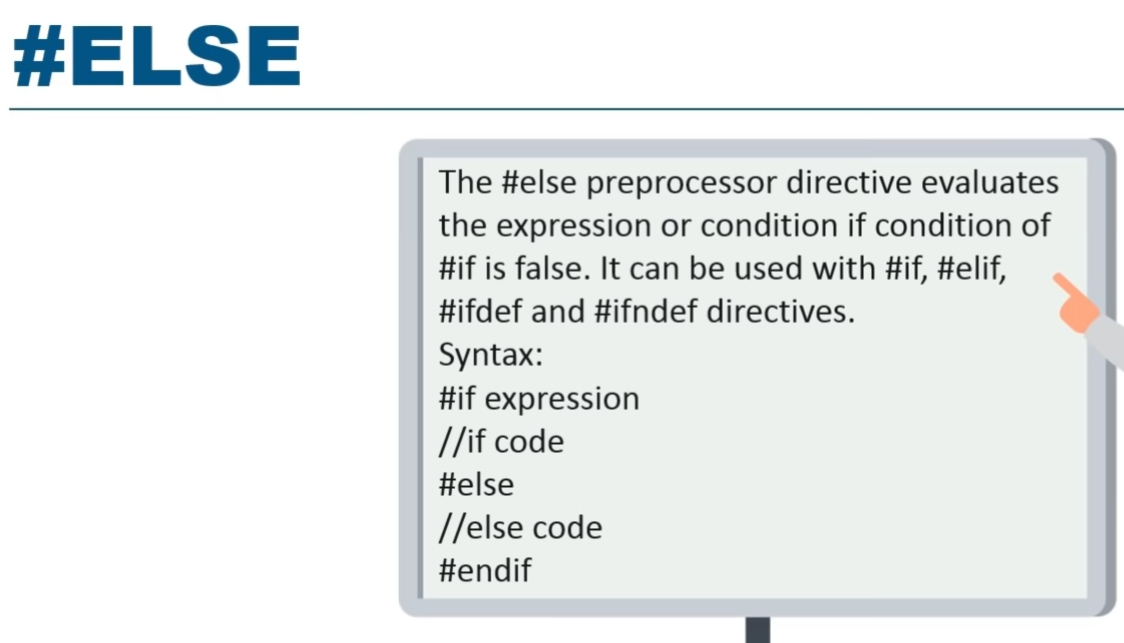 #ELSE
The #else preprocessor directive evaluates
the expression or condition if condition of
#if is false. It can be used with #if, #elif,
#ifdef and #ifndef directives.
Syntax:
#if expression
//if code
#else
//else code
#endif